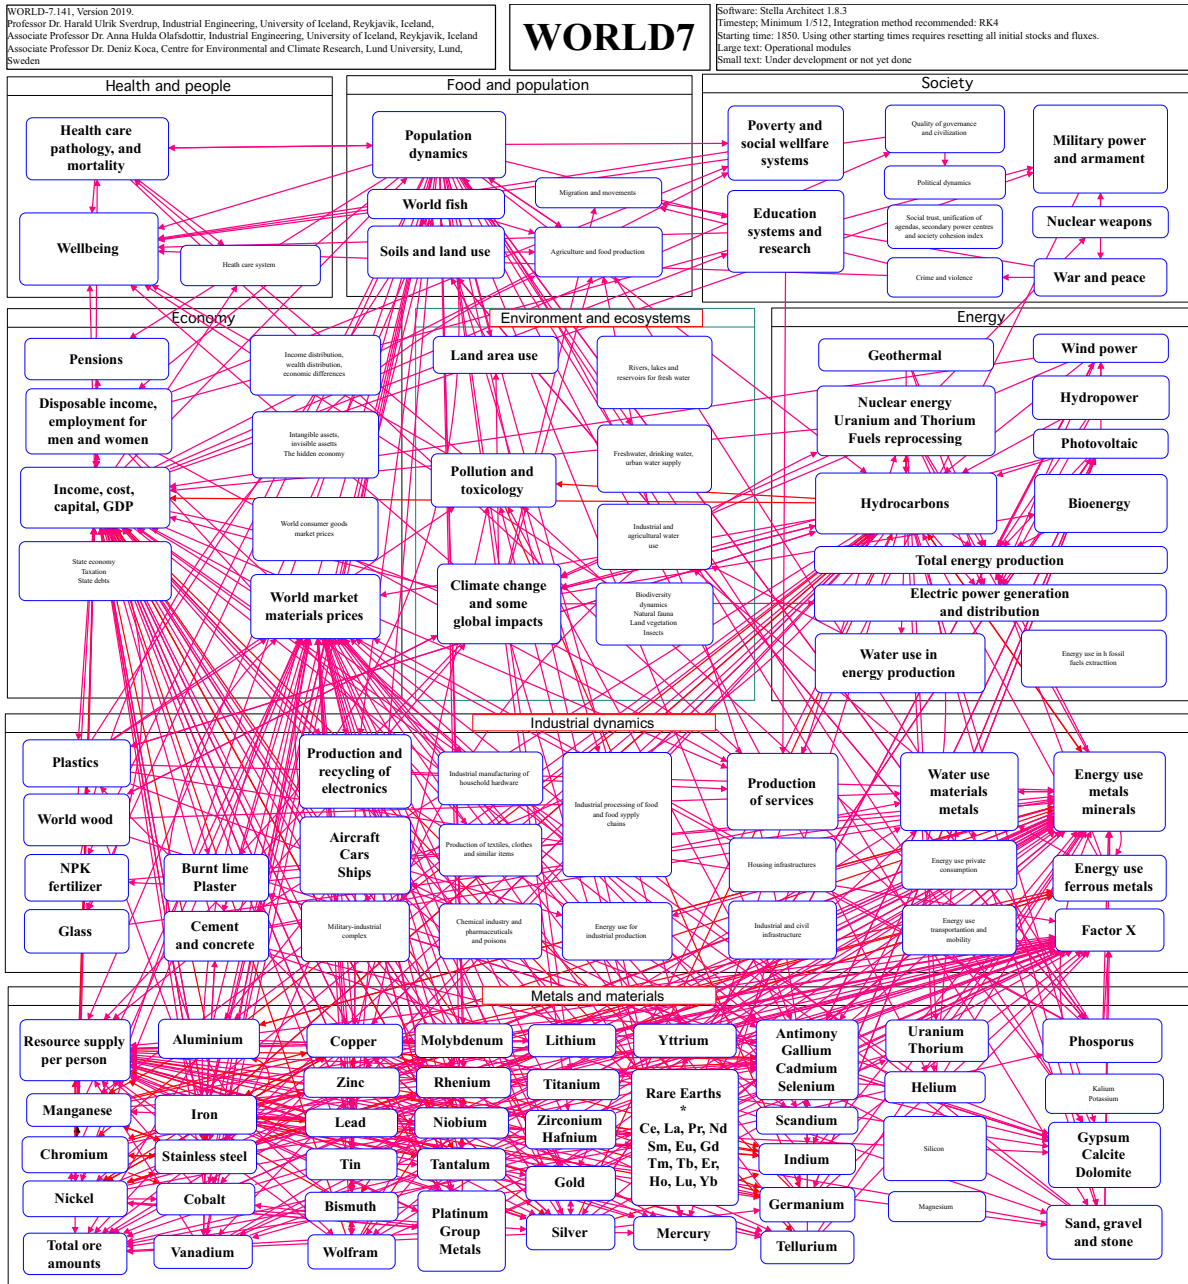 WORLD-7.141, Version 2019.
Professor Dr. Harald Ulrik Sverdrup, Industrial Engineering, University of Iceland, Reykjavik, Iceland,
Associate Professor Dr. Anna Hulda Olafsdottir, Industrial Engineering, University of Iceland, Reykjavik, Iceland
Associate Professor Dr. Deniz Koca, Centre for Environmental and Climate Research, Lund University, Lund,
Sweden
WORLD7
Software: Stella Architect 1.8.3
Timestep; Minimum 1/512, Integration method recommended: RK4
Starting time: 1850. Using other starting times requires resetting all initial stocks and fluxes.
Large text: Operational modules
Small text: Under development or not yet done
Health and people
Health care
pathology, and
mortality
Wellbeing
Heath care system
Food and population
Population
dynamics
World fish
Soils and land use
Migration and movements
Agriculture and food production
Society
Poverty and
social wellfare
systems
Education
systems and
research
Quality of governance
and civilization
Political dynamics
Social trust, unification of
agendas, secondary power centres
and society cohesion index
Crime and violence
Military power
and armament
Nuclear weapons
War and peace
Economy
Pensions
Disposable income,
employment for
men and women
Income, cost,
capital, GDP
State economy
Taxation
State debts
Income distribution,
wealth distribution,
economic differences
Intangible assets,
invisible assetts
The hidden economy
World consumer goods
market prices
World market
materials prices
Environment and ecosystems
Land area use
Pollution and
toxicology
Climate change
and some
global impacts
Rivers, lakes and
reservoirs for fresh water
Freshwater, drinking water,
urban water supply
Industrial and
agricultural water
use
Biodiversity
dynamics
Natural fauna
Land vegetation
Insects
Energy
Geothermal
Nuclear energy
Uranium and Thorium
Fuels reprocessing
Hydrocarbons
Wind power
Hydropower
Photovoltaic
Bioenergy
Total energy production
Electric power generation
and distribution
Water use in
energy production
Energy use in h fossil
fuels extracttion
Industrial dynamics
Plastics
World wood
NPK
fertilizer
Glass
Burnt lime
Plaster
Cement
and concrete
Production and
recycling of
electronics
Aircraft
Cars
Ships
Military-industrial
complex
Industrial manufacturing of
household hardware
Production of textiles, clothes
and similar items
Chemical industry and
pharmaceuticals
and poisons
Industrial processing of food
and food sypply
chains
Energy use for
industrial production
Production
of services
Housing infrastructures
Industrial and civil
infrastructure
Water use
materials
metals
Energy use private
consumption
Energy use
transportantion and
mobility
Energy use
metals
minerals
Energy use
ferrous metals
Factor X
Metals and materials
Resource supply
per person
Manganese
Chromium
Nickel
Total ore
amounts
Aluminium
Iron
Stainless steel
Cobalt
Vanadium
Copper
Zinc
Lead
Tin
Bismuth
Wolfram
Molybdenum
Rhenium
Niobium
Tantalum
Platinum
Group
Metals
Lithium
Titanium
Zirconium
Hafnium
Gold
Silver
Yttrium
Rare Earths
*
Ce, La, Pr, Nd
Sm, Eu, Gd
Tm, Tb, Er,
Ho, Lu, Yb
Mercury
Antimony
Gallium
Cadmium
Selenium
Scandium
Indium
Germanium
Tellurium
Uranium
Thorium
Helium
Silicon
Magnesium
Phosporus
Kalium
Potassium
Gypsum
Calcite
Dolomite
Sand, gravel
and stone